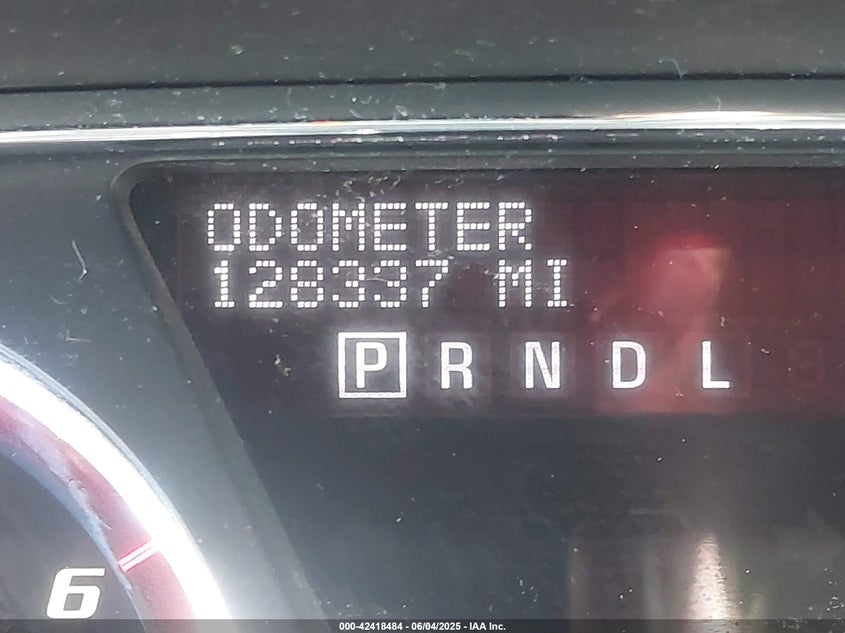 ODOMETER
128337 MI
P R N D L
6
000-42418484 - 06/04/2025 - IAA Inc.